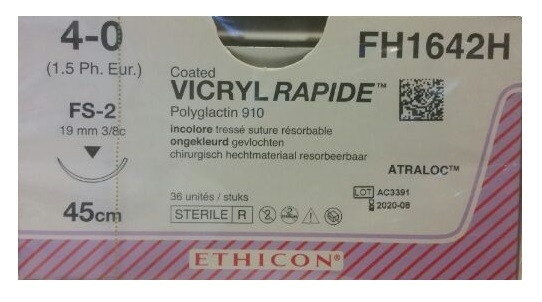 4-0
(1.5 Ph. Eur.)
FS-2
19 mm 3/8c
45cm
FH1642H
Coated
VICRYL RAPIDE™
Polyglactin 910
incolore tressé suture résorbable
ongekleurd gevlochten
chirurgisch hechtmateriaal resorbeerbaar
ATRALOC™
LOT AC3391
2020-08
36 unités / stuks
STERILE R
ETHICON®